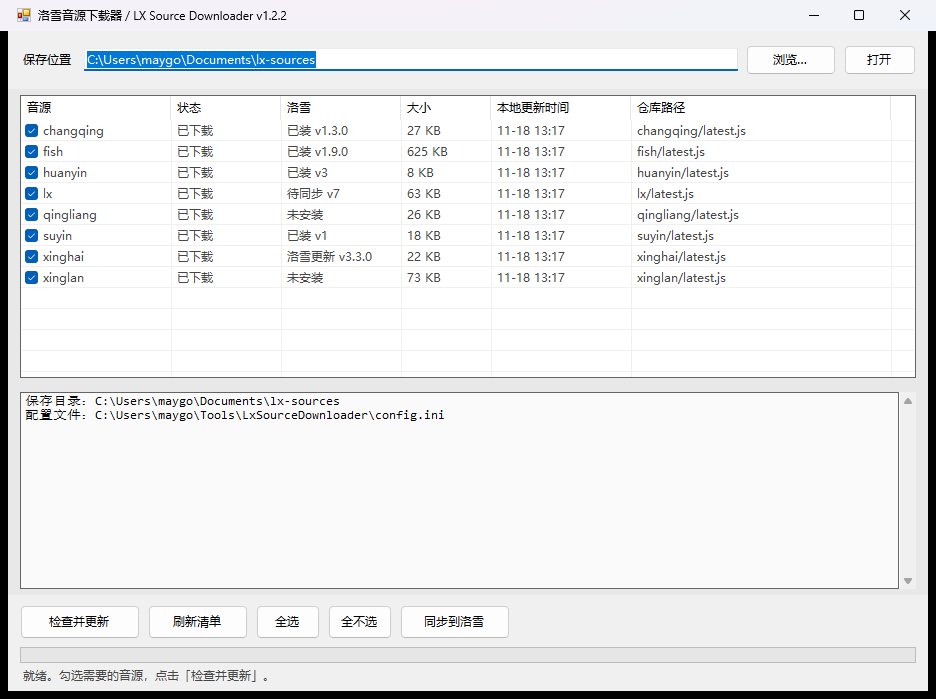 洛雪音源下载器 / LX Source Downloader v1.2.2
保存位置 C:\Users\maygo\Documents\lx-sources 浏览... 打开
音源 状态 洛雪 大小 本地更新时间 仓库路径
changqing 已下载 已装 v1.3.0 27 KB 11-18 13:17 changqing/latest.js
fish 已下载 已装 v1.9.0 625 KB 11-18 13:17 fish/latest.js
huanyin 已下载 已装 v3 8 KB 11-18 13:17 huanyin/latest.js
lx 已下载 待同步 v7 63 KB 11-18 13:17 lx/latest.js
qingliang 已下载 未安装 26 KB 11-18 13:17 qingliang/latest.js
suyin 已下载 已装 v1 18 KB 11-18 13:17 suyin/latest.js
xinghai 已下载 洛雪更新 v3.3.0 22 KB 11-18 13:17 xinghai/latest.js
xinglan 已下载 未安装 73 KB 11-18 13:17 xinglan/latest.js
保存目录: C:\Users\maygo\Documents\lx-sources
配置文件: C:\Users\maygo\Tools\LxSourceDownloader\config.ini
检查并更新 刷新清单 全选 全不选 同步到洛雪
就绪。勾选需要的音源，点击「检查并更新」。